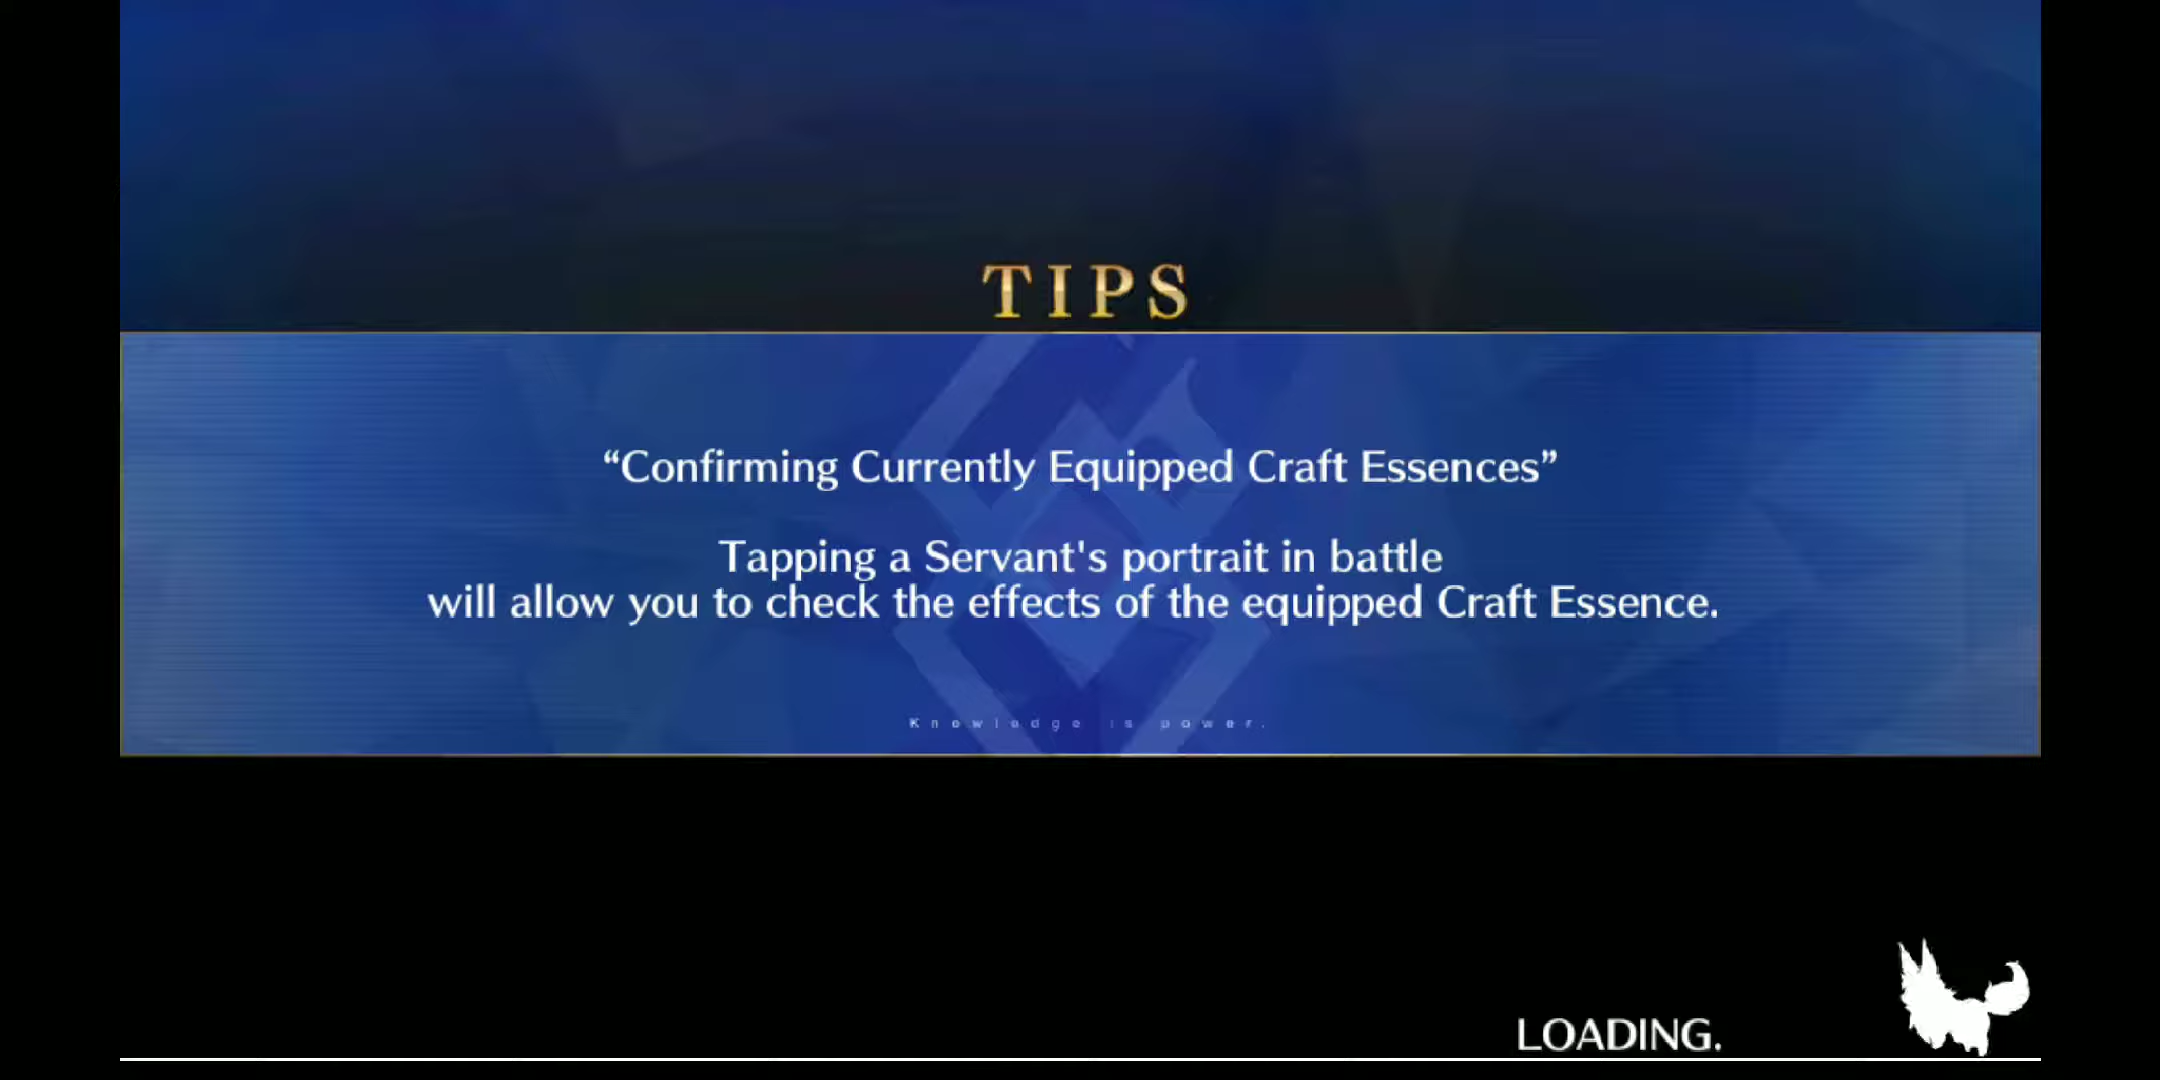 TIPS
“Confirming Currently Equipped Craft Essences”
Tapping a Servant's portrait in battle
will allow you to check the effects of the equipped Craft Essence.
Knowledge is power.
LOADING.